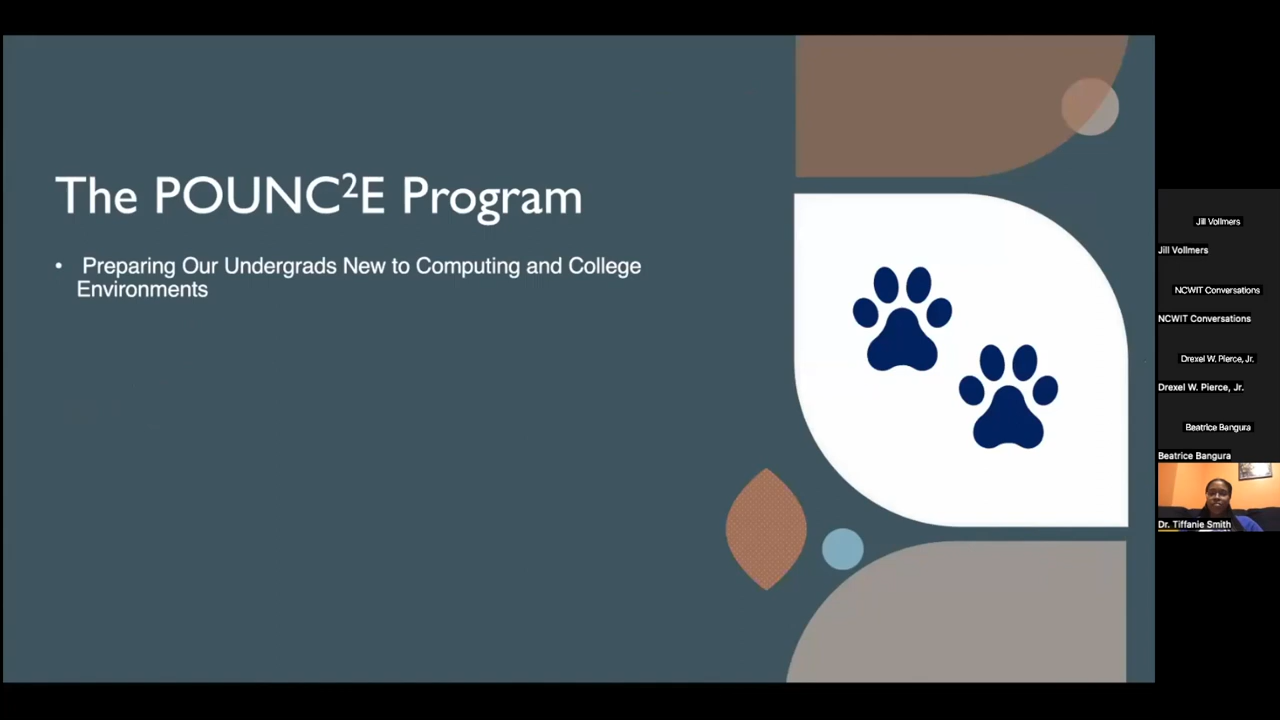 The POUNC²E Program
• Preparing Our Undergrads New to Computing and College
Environments
Jill Vollmers
Jill Vollmers
NCWIT Conversations
NCWIT Conversations
Drexel W. Pierce, Jr.
Drexel W. Pierce, Jr.
Beatrice Bangura
Beatrice Bangura
Dr. Tiffanie Smith